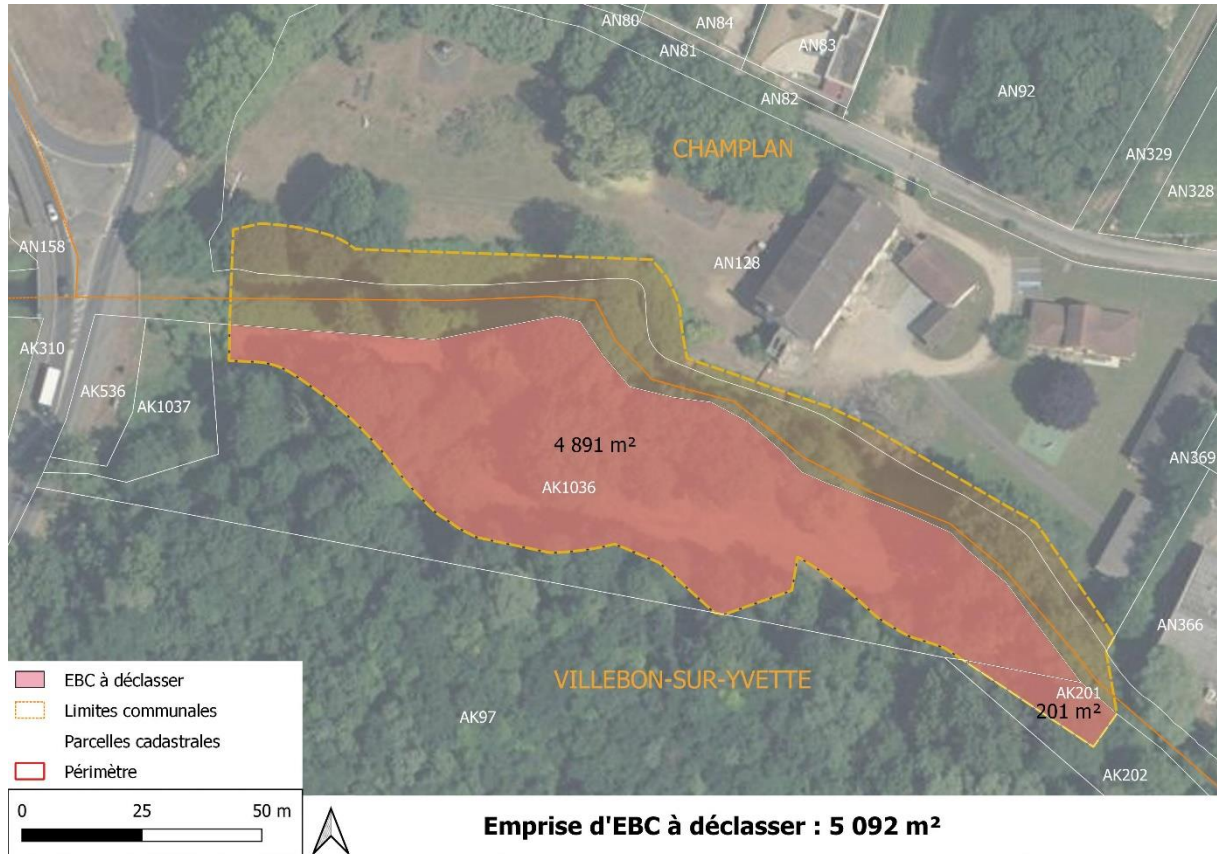 AN80
AN84
AN81
AN83
AN82
AN92
AN329
AN328
CHAMPLAN
AN158
AN128
AK310
AK536
AK1037
4 891 m²
AK1036
AN369
AN366
VILLEBON-SUR-YVETTE
AK201
201 m²
AK97
AK202
EBC à déclasser
Limites communales
Parcelles cadastrales
Périmètre
0 25 50 m
Emprise d'EBC à déclasser : 5 092 m²